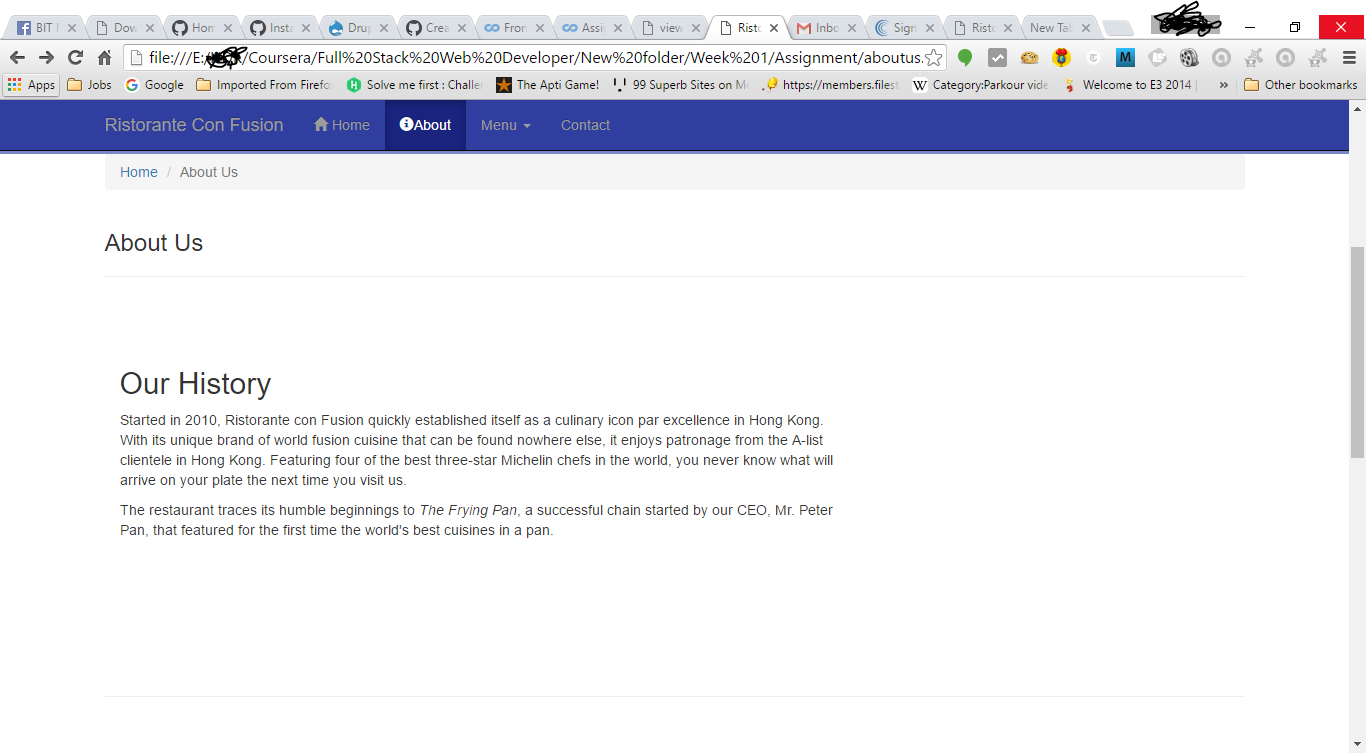 BIT
Dow
Hom
Insta
Drup
Crea
Fron
Assi
view
Risto
Inbo
Sign
Risto
New Tab
file:///E:/ /Coursera/Full%20Stack%20Web%20Developer/New%20folder/Week%201/Assignment/aboutus.
Apps Jobs Google Imported From Firefo Solve me first : Challe The Apti Game! 99 Superb Sites on M https://members.filest Category:Parkour vide Welcome to E3 2014 | » Other bookmarks
Ristorante Con Fusion Home About Menu Contact
Home / About Us
About Us
Our History
Started in 2010, Ristorante con Fusion quickly established itself as a culinary icon par excellence in Hong Kong.
With its unique brand of world fusion cuisine that can be found nowhere else, it enjoys patronage from the A-list
clientele in Hong Kong. Featuring four of the best three-star Michelin chefs in the world, you never know what will
arrive on your plate the next time you visit us.
The restaurant traces its humble beginnings to The Frying Pan, a successful chain started by our CEO, Mr. Peter
Pan, that featured for the first time the world's best cuisines in a pan.